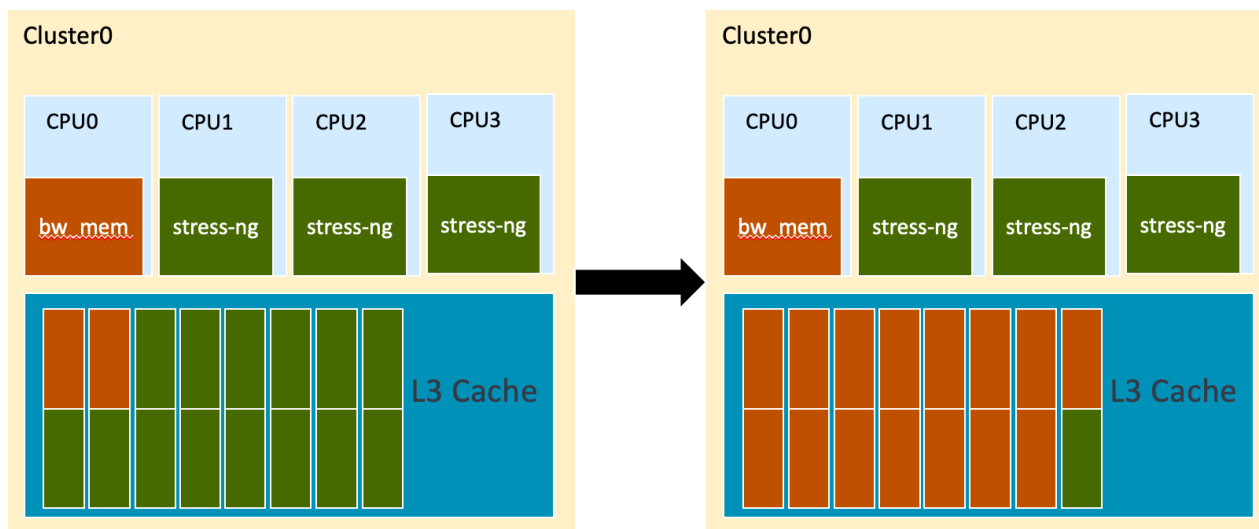 Cluster0
CPU0
CPU1
CPU2
CPU3
bw_mem
stress-ng
stress-ng
stress-ng
L3 Cache
Cluster0
CPU0
CPU1
CPU2
CPU3
bw_mem
stress-ng
stress-ng
stress-ng
L3 Cache